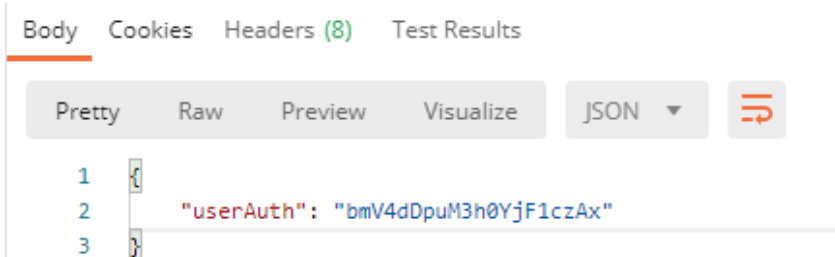 Body Cookies Headers (8) Test Results
Pretty Raw Preview Visualize JSON
1 {
2 "userAuth": "bmV4dDpuM3h0YjF1czAx"
3 }